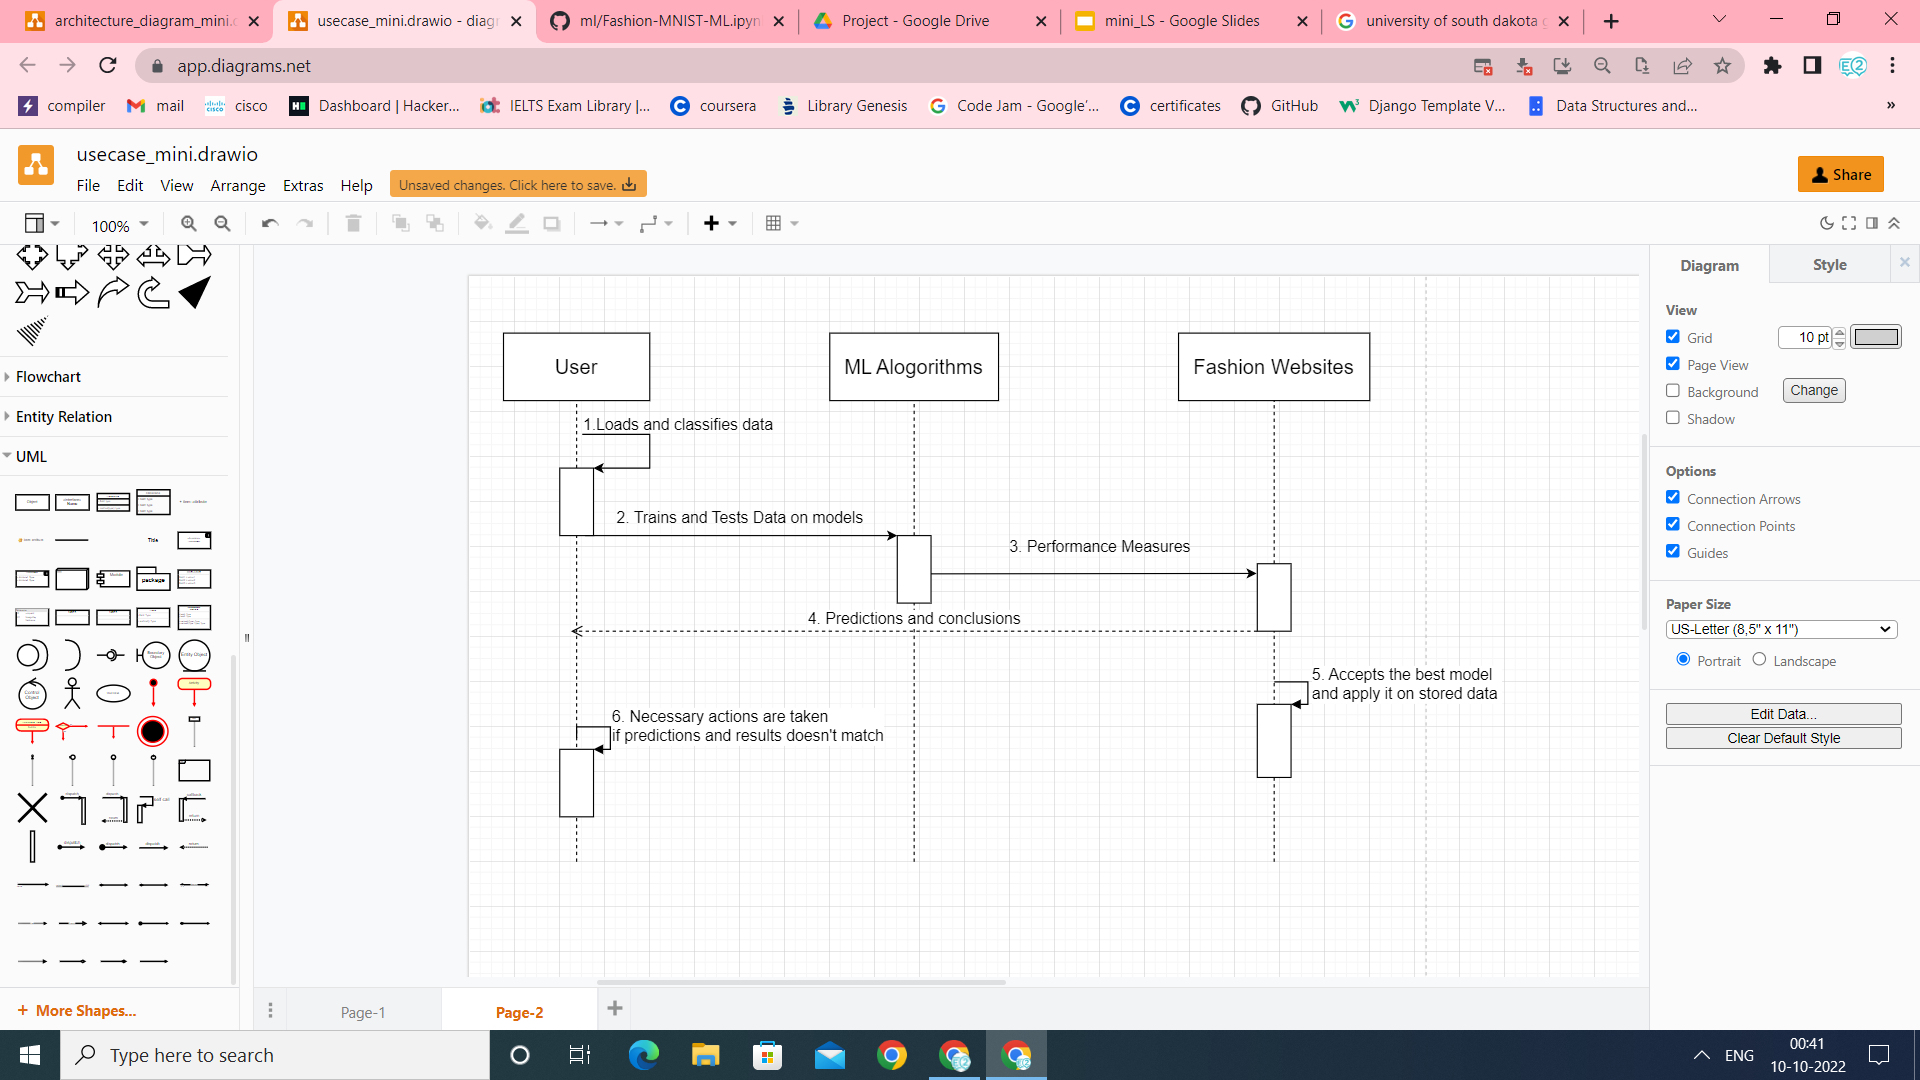 architecture_diagram_mini.d
usecase_mini.drawio - diagr
ml/Fashion-MNIST-ML.ipyn
Project - Google Drive
mini_LS - Google Slides
university of south dakota g
app.diagrams.net
compiler
mail
cisco
Dashboard | Hacker...
IELTS Exam Library |...
coursera
Library Genesis
Code Jam - Google'...
certificates
GitHub
Django Template V...
Data Structures and...
»
usecase_mini.drawio
File Edit View Arrange Extras Help
Unsaved changes. Click here to save.
Share
100%
Flowchart
Entity Relation
UML
Title
package
More Shapes...
User
ML Alogorithms
Fashion Websites
1.Loads and classifies data
2. Trains and Tests Data on models
3. Performance Measures
4. Predictions and conclusions
5. Accepts the best model
and apply it on stored data
6. Necessary actions are taken
if predictions and results doesn't match
Diagram
Style
View
Grid
10 pt
Page View
Background
Change
Shadow
Options
Connection Arrows
Connection Points
Guides
Paper Size
US-Letter (8,5" x 11")
Portrait
Landscape
Edit Data...
Clear Default Style
Page-1
Page-2
Type here to search
ENG
00:41
10-10-2022